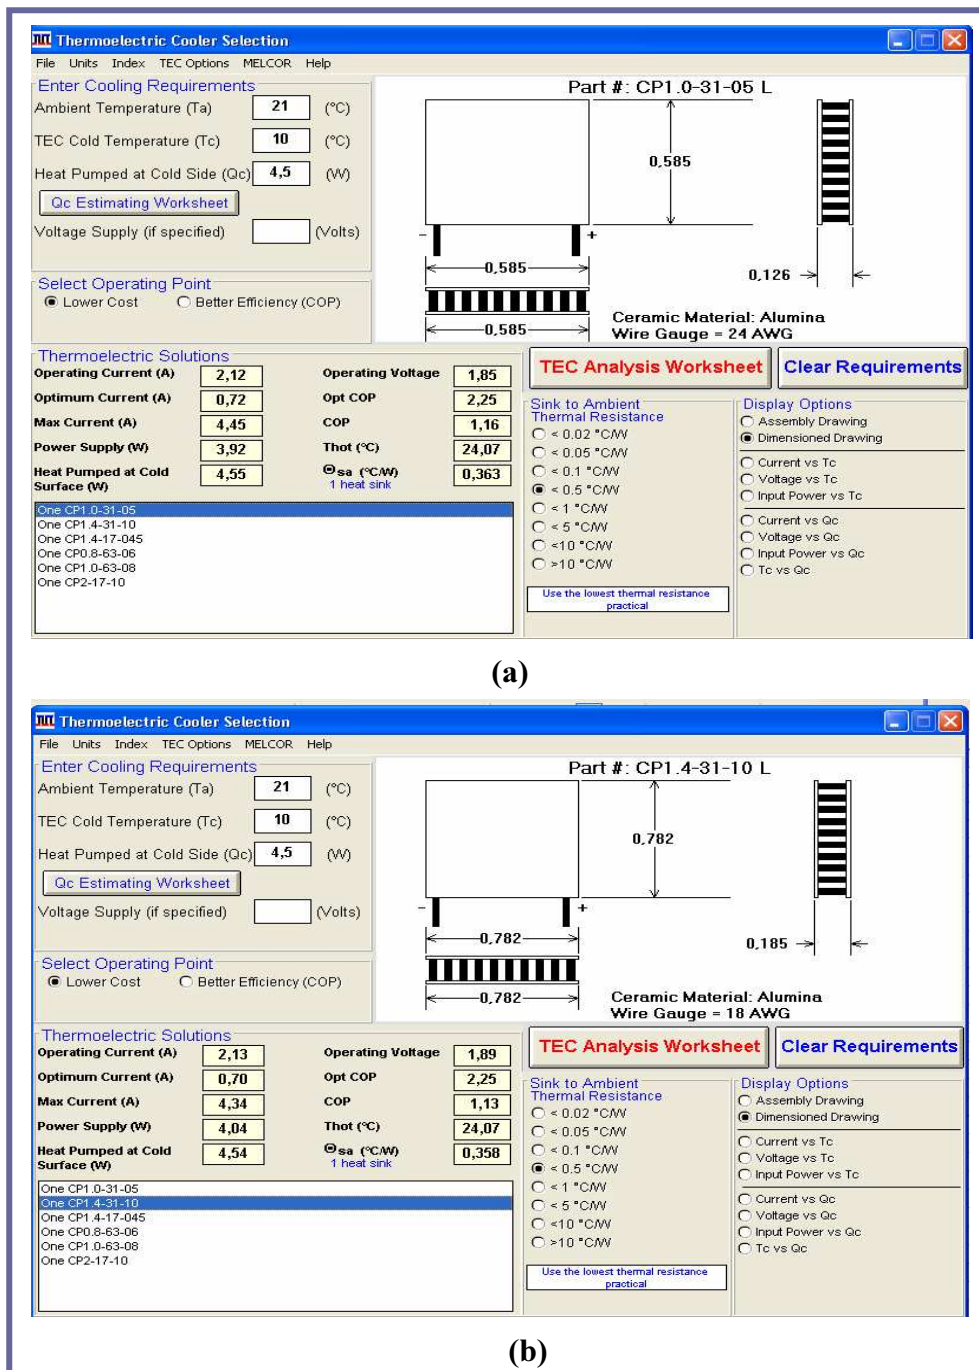 Thermoelectric Cooler Selection
File Units Index TEC Options MELCOR Help
Enter Cooling Requirements
Ambient Temperature (Ta) 21 (°C)
TEC Cold Temperature (Tc) 10 (°C)
Heat Pumped at Cold Side (Qc) 4,5 (W)
Qc Estimating Worksheet
Voltage Supply (if specified) (Volts)
Select Operating Point
Lower Cost Better Efficiency (COP)
Part #: CP1.0-31-05 L
0,585
- +
0,585
0,126
0,585
Ceramic Material: Alumina
Wire Gauge = 24 AWG
Thermoelectric Solutions
Operating Current (A) 2,12 Operating Voltage 1,85
Optimum Current (A) 0,72 Opt COP 2,25
Max Current (A) 4,45 COP 1,16
Power Supply (W) 3,92 Thot (°C) 24,07
Heat Pumped at Cold Surface (W) 4,55 Θsa (°C/W) 0,363
1 heat sink
One CP1.0-31-05
One CP1.4-31-10
One CP1.4-17-045
One CP0.8-63-06
One CP1.0-63-08
One CP2-17-10
TEC Analysis Worksheet Clear Requirements
Sink to Ambient
Thermal Resistance
< 0.02 °C/W
< 0.05 °C/W
< 0.1 °C/W
< 0.5 °C/W
< 1 °C/W
< 5 °C/W
<10 °C/W
>10 °C/W
Use the lowest thermal resistance
practical
Display Options
Assembly Drawing
Dimensioned Drawing
Current vs Tc
Voltage vs Tc
Input Power vs Tc
Current vs Qc
Voltage vs Qc
Input Power vs Qc
Tc vs Qc
(a)
Thermoelectric Cooler Selection
File Units Index TEC Options MELCOR Help
Enter Cooling Requirements
Ambient Temperature (Ta) 21 (°C)
TEC Cold Temperature (Tc) 10 (°C)
Heat Pumped at Cold Side (Qc) 4,5 (W)
Qc Estimating Worksheet
Voltage Supply (if specified) (Volts)
Select Operating Point
Lower Cost Better Efficiency (COP)
Part #: CP1.4-31-10 L
0,782
- +
0,782
0,185
0,782
Ceramic Material: Alumina
Wire Gauge = 18 AWG
Thermoelectric Solutions
Operating Current (A) 2,13 Operating Voltage 1,89
Optimum Current (A) 0,70 Opt COP 2,25
Max Current (A) 4,34 COP 1,13
Power Supply (W) 4,04 Thot (°C) 24,07
Heat Pumped at Cold Surface (W) 4,54 Θsa (°C/W) 0,358
1 heat sink
One CP1.0-31-05
One CP1.4-31-10
One CP1.4-17-045
One CP0.8-63-06
One CP1.0-63-08
One CP2-17-10
TEC Analysis Worksheet Clear Requirements
Sink to Ambient
Thermal Resistance
< 0.02 °C/W
< 0.05 °C/W
< 0.1 °C/W
< 0.5 °C/W
< 1 °C/W
< 5 °C/W
<10 °C/W
>10 °C/W
Use the lowest thermal resistance
practical
Display Options
Assembly Drawing
Dimensioned Drawing
Current vs Tc
Voltage vs Tc
Input Power vs Tc
Current vs Qc
Voltage vs Qc
Input Power vs Qc
Tc vs Qc
(b)